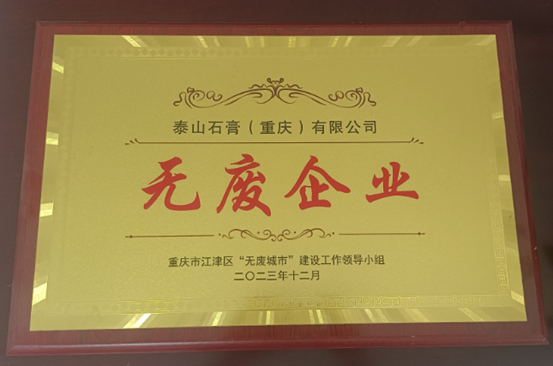 泰山石膏（重庆）有限公司
无废企业
重庆市江津区“无废城市”建设工作领导小组
二〇二三年十二月